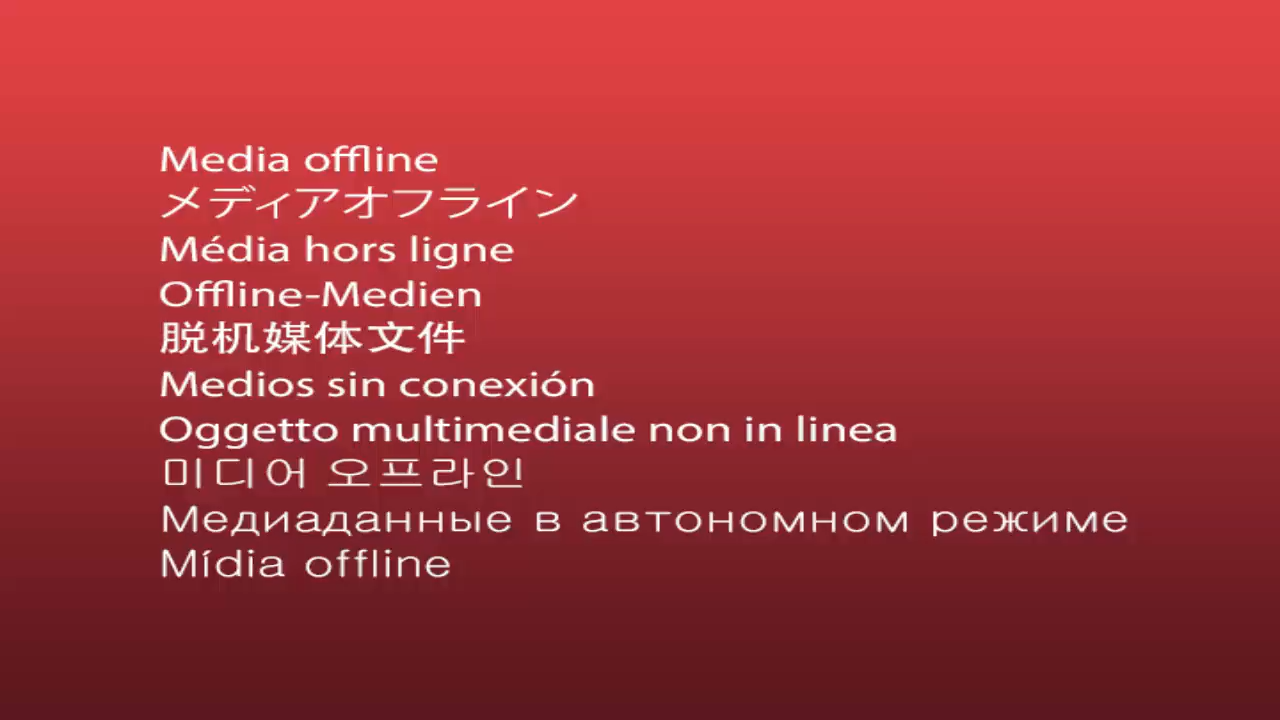 Media offline
メディアオフライン
Média hors ligne
Offline-Medien
脱机媒体文件
Medios sin conexión
Oggetto multimediale non in linea
미디어 오프라인
Медиаданные в автономном режиме
Mídia offline